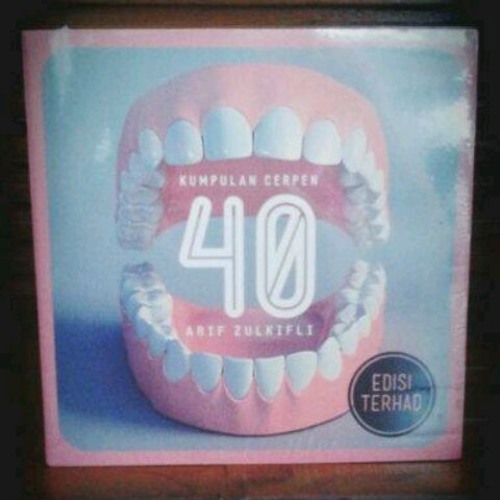 KUMPULAN CERPEN
40
ARIF ZULKIFLI
EDISI
TERHAD